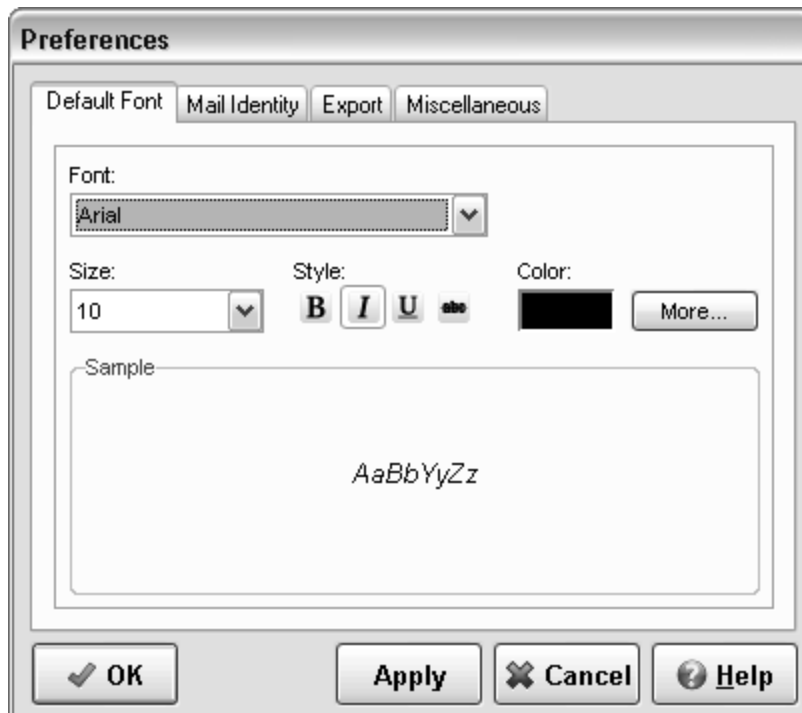 Preferences
Default Font Mail Identity Export Miscellaneous
Font:
Arial
Size: Style: Color:
10 B I U abc More...
Sample
AaBbYyZz
OK Apply Cancel Help